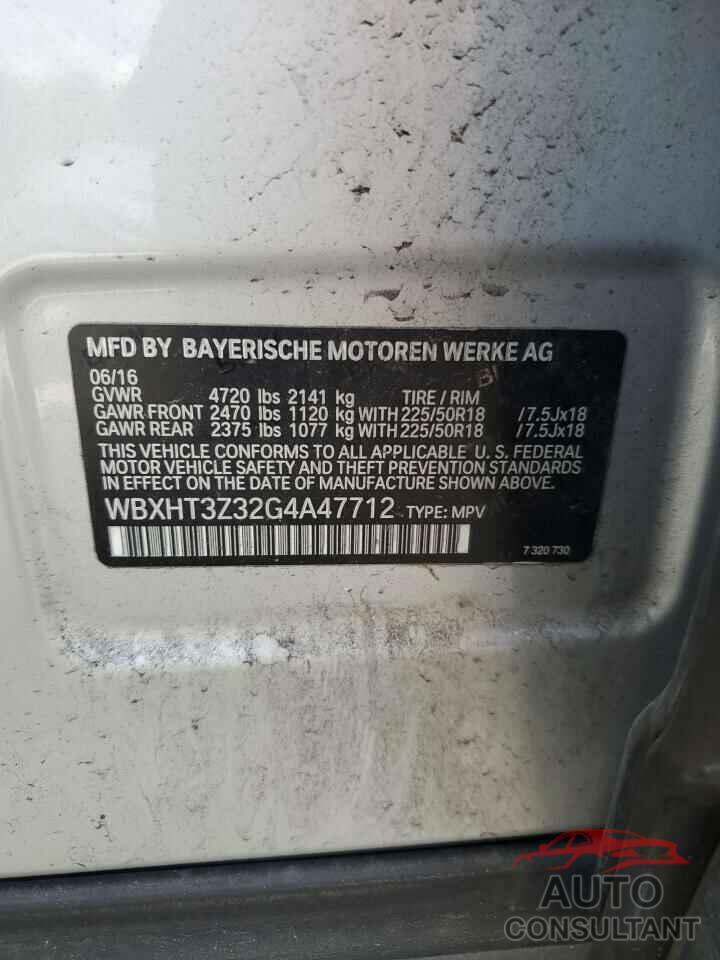 MFD BY BAYERISCHE MOTOREN WERKE AG
06/16
GVWR 4720 lbs 2141 kg TIRE / RIM
GAWR FRONT 2470 lbs 1120 kg WITH 225/50R18 /7.5Jx18
GAWR REAR 2375 lbs 1077 kg WITH 225/50R18 /7.5Jx18
THIS VEHICLE CONFORMS TO ALL APPLICABLE U. S. FEDERAL
MOTOR VEHICLE SAFETY AND THEFT PREVENTION STANDARDS
IN EFFECT ON THE DATE OF MANUFACTURE SHOWN ABOVE.
WBXHT3Z32G4A47712 TYPE: MPV
7 320 730
AUTO
CONSULTANT